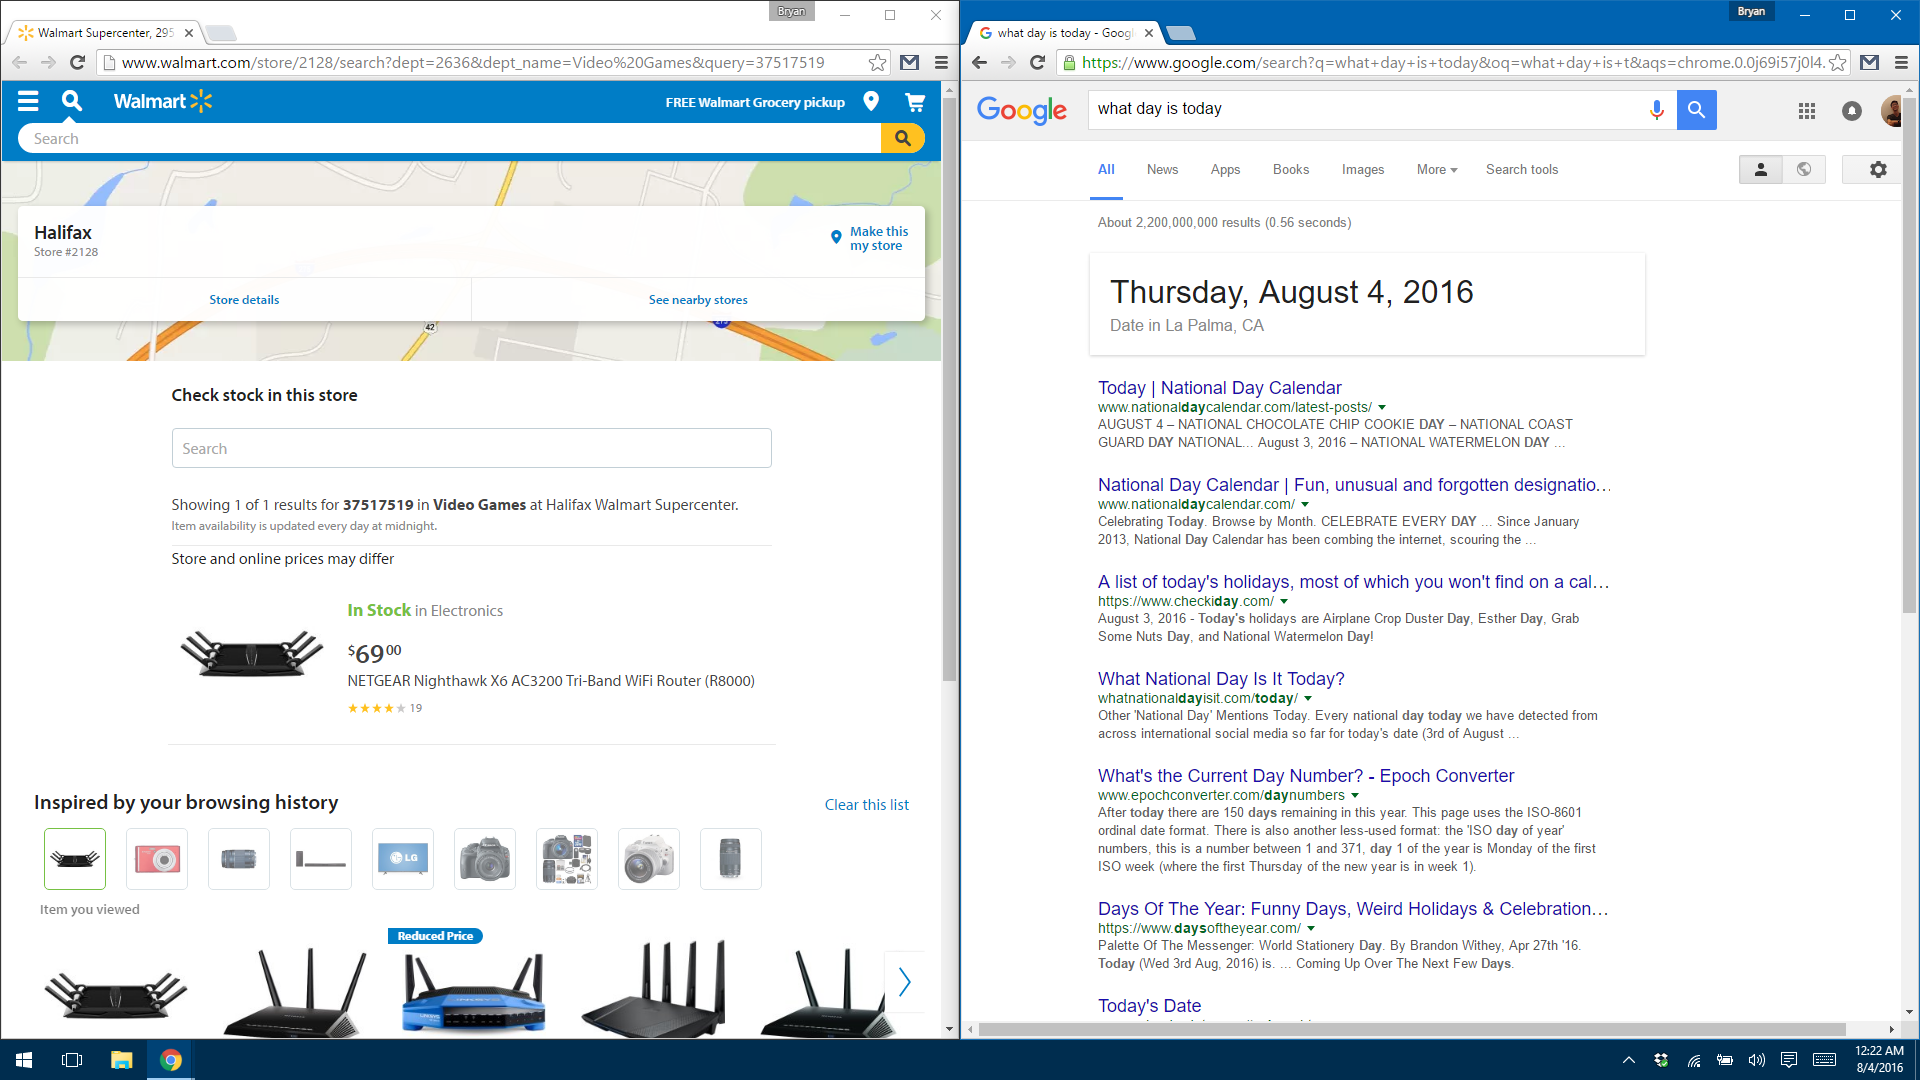 Bryan
Walmart Supercenter, 295
www.walmart.com/store/2128/search?dept=2636&dept_name=Video%20Games&query=37517519
Walmart
FREE Walmart Grocery pickup
Search
Halifax
Store #2128
Make this
my store
Store details
See nearby stores
42
Check stock in this store
Search
Showing 1 of 1 results for 37517519 in Video Games at Halifax Walmart Supercenter.
Item availability is updated every day at midnight.
Store and online prices may differ
In Stock in Electronics
$69 00
NETGEAR Nighthawk X6 AC3200 Tri-Band WiFi Router (R8000)
19
Inspired by your browsing history
Clear this list
LG
Item you viewed
Reduced Price
Bryan
what day is today - Goog
https://www.google.com/search?q=what+day+is+today&oq=what+day+is+t&aqs=chrome.0.0j69i57j0l4.
Google
what day is today
All
News
Apps
Books
Images
More
Search tools
About 2,200,000,000 results (0.56 seconds)
Thursday, August 4, 2016
Date in La Palma, CA
Today | National Day Calendar
www.nationaldaycalendar.com/latest-posts/
AUGUST 4 – NATIONAL CHOCOLATE CHIP COOKIE DAY – NATIONAL COAST
GUARD DAY NATIONAL... August 3, 2016 – NATIONAL WATERMELON DAY ...
National Day Calendar | Fun, unusual and forgotten designatio...
www.nationaldaycalendar.com/
Celebrating Today. Browse by Month. CELEBRATE EVERY DAY ... Since January
2013, National Day Calendar has been combing the internet, scouring the ...
A list of today's holidays, most of which you won't find on a cal...
https://www.checkiday.com/
August 3, 2016 - Today's holidays are Airplane Crop Duster Day, Esther Day, Grab
Some Nuts Day, and National Watermelon Day!
What National Day Is It Today?
whatnationaldayisit.com/today/
Other 'National Day' Mentions Today. Every national day today we have detected from
across international social media so far for today's date (3rd of August ...
What's the Current Day Number? - Epoch Converter
www.epochconverter.com/daynumbers
After today there are 150 days remaining in this year. This page uses the ISO-8601
ordinal date format. There is also another less-used format: the 'ISO day of year'
numbers, this is a number between 1 and 371, day 1 of the year is Monday of the first
ISO week (where the first Thursday of the new year is in week 1).
Days Of The Year: Funny Days, Weird Holidays & Celebration...
https://www.daysoftheyear.com/
Palette Of The Messenger: World Stationery Day. By Brandon Withey, Apr 27th '16.
Today (Wed 3rd Aug, 2016) is. ... Coming Up Over The Next Few Days.
Today's Date
12:22 AM
8/4/2016